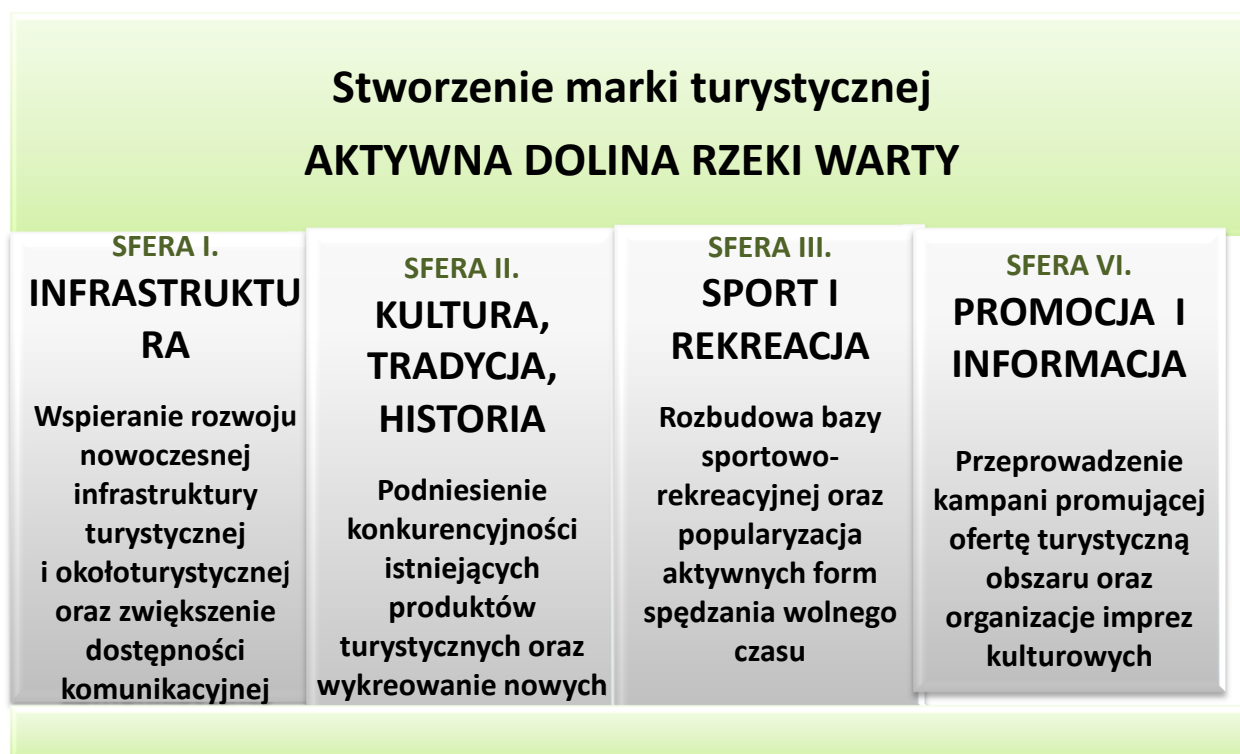 Stworzenie marki turystycznej
AKTYWNA DOLINA RZEKI WARTY
SFERA I.
INFRASTRUKTU
RA
Wspieranie rozwoju
nowoczesnej
infrastruktury
turystycznej
i okołoturystycznej
oraz zwiększenie
dostępności
komunikacyjnej
SFERA II.
KULTURA,
TRADYCJA,
HISTORIA
Podniesienie
konkurencyjności
istniejących
produktów
turystycznych oraz
wykreowanie nowych
SFERA III.
SPORT I
REKREACJA
Rozbudowa bazy
sportowo-
rekreacyjnej oraz
popularyzacja
aktywnych form
spędzania wolnego
czasu
SFERA VI.
PROMOCJA I
INFORMACJA
Przeprowadzenie
kampani promującej
ofertę turystyczną
obszaru oraz
organizacje imprez
kulturowych